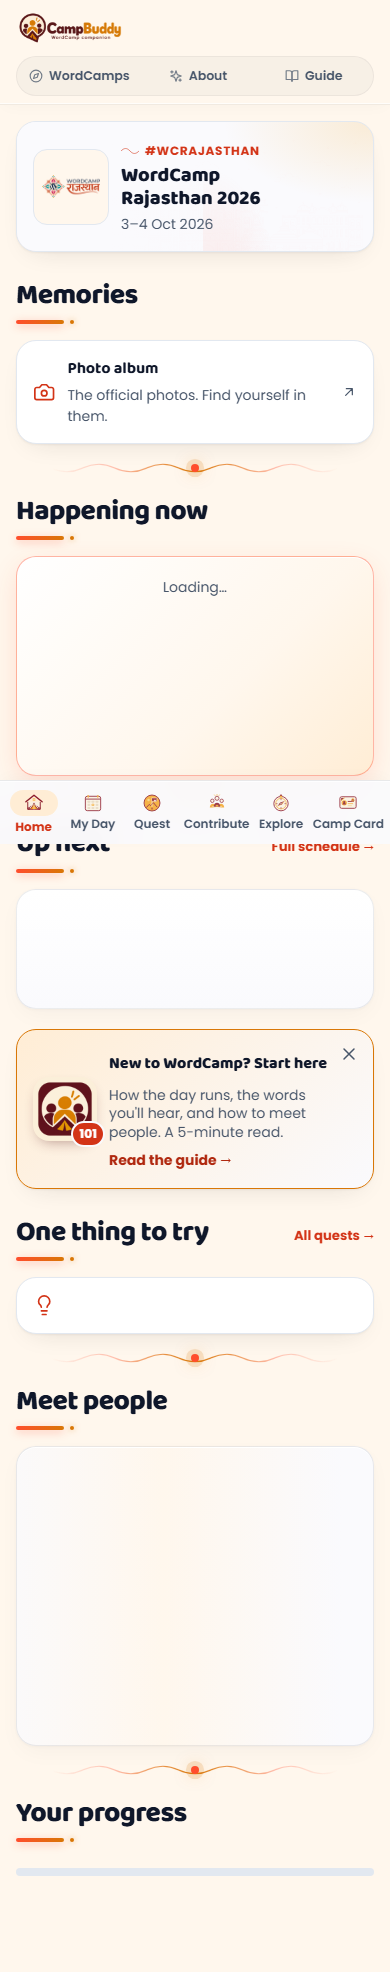 CampBuddy
WordCamp companion
WordCamps
About
Guide
WORDCAMP
राजस्थान
#WCRAJASTHAN
WordCamp
Rajasthan 2026
3–4 Oct 2026
Memories
Photo album
The official photos. Find yourself in
them.
Happening now
Loading…
Home
My Day
Quest
Contribute
Explore
Camp Card
Up next
Full schedule →
New to WordCamp? Start here
How the day runs, the words
you'll hear, and how to meet
people. A 5-minute read.
101
Read the guide →
One thing to try
All quests →
Meet people
Your progress